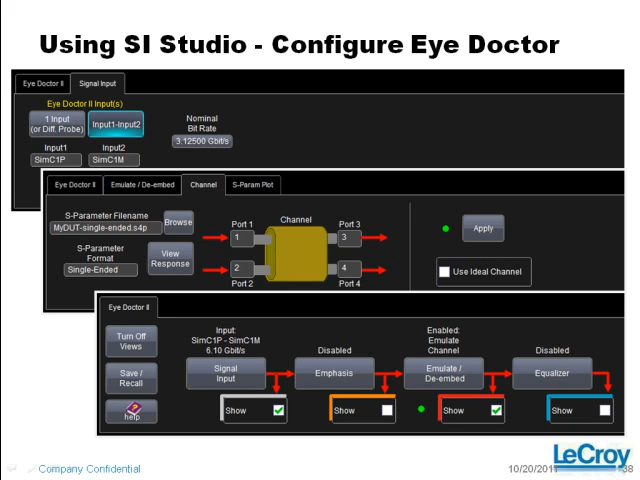 Using SI Studio - Configure Eye Doctor
Eye Doctor II
Signal Input
Eye Doctor II Input(s)
1 Input
(or Diff. Probe)
Input1-Input2
Nominal
Bit Rate
3.12500 Gbit/s
Input1
Input2
SimC1P
SimC1M
Eye Doctor II
Emulate / De-embed
Channel
S-Param Plot
S-Parameter Filename
MyDUT-single-ended.s4p
Browse
S-Parameter
Format
Single-Ended
View
Response
Port 1
Channel
Port 3
1
3
2
4
Port 2
Port 4
Apply
Use Ideal Channel
Eye Doctor II
Turn Off
Views
Save /
Recall
help
Input:
SimC1P - SimC1M
6.10 Gbit/s
Signal
Input
Show
Disabled
Emphasis
Show
Enabled:
Emulate
Channel
Emulate /
De-embed
Show
Disabled
Equalizer
Show
Company Confidential
10/20/2011
LeCroy
38